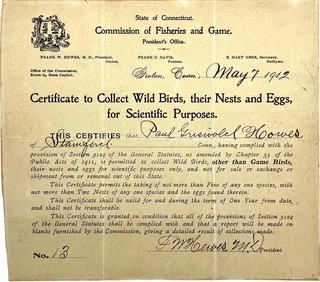 State of Connecticut.
Commission of Fisheries and Game.
President's Office.
FRANK W. HEWES, M. D., President, Groton.
FRANK O. DAVIS, Pomfret.
E. HART GEER, Secretary, Hadlyme.
Office of the Commission,
Room 64 State Capitol.
Groton, Conn., May 7 1912
Certificate to Collect Wild Birds, their Nests and Eggs,
for Scientific Purposes.
THIS CERTIFIES that Paul Griswold Howes
of Stamford Conn., having complied with the
provision of Section 3129 of the General Statutes, as amended by Chapter 35 of the
Public Acts of 1911, is permitted to collect Wild Birds, other than Game Birds,
their nests and eggs for scientific purposes only, and not for sale or exchange or
shipment from or removal out of this State.
This Certificate permits the taking of not more than Five of any one species, with
not more than Two Nests of any one species and the eggs found therein.
This Certificate shall be valid for and during the term of One Year from date,
and shall not be transferable.
This Certificate is granted on condition that all of the provisions of Section 3129
of the General Statutes shall be complied with and that a report will be made on
blanks furnished by the Commission, giving a detailed result of collections made.
F W Hewes M.D. President.
No. 13